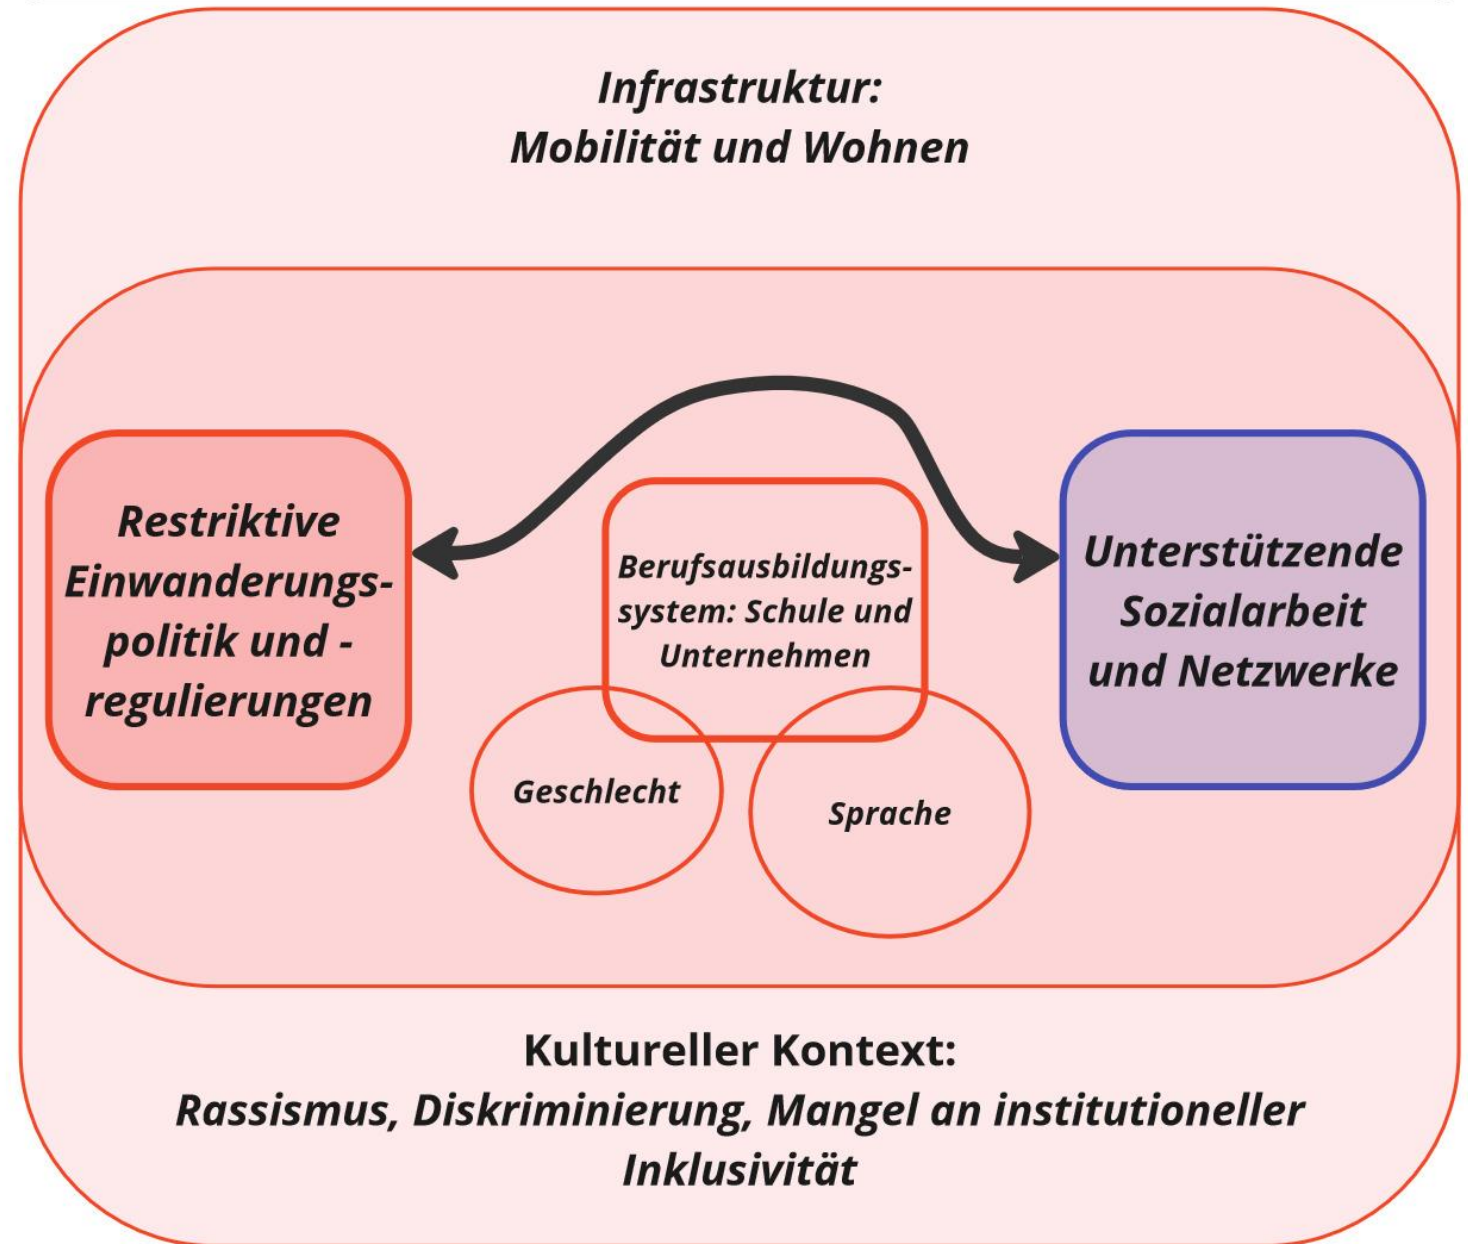 Infrastruktur:
Mobilität und Wohnen
Restriktive
Einwanderungs-
politik und -
regulierungen
Berufsausbildungs-
system: Schule und
Unternehmen
Unterstützende
Sozialarbeit
und Netzwerke
Geschlecht
Sprache
Kultureller Kontext:
Rassismus, Diskriminierung, Mangel an institutioneller
Inklusivität